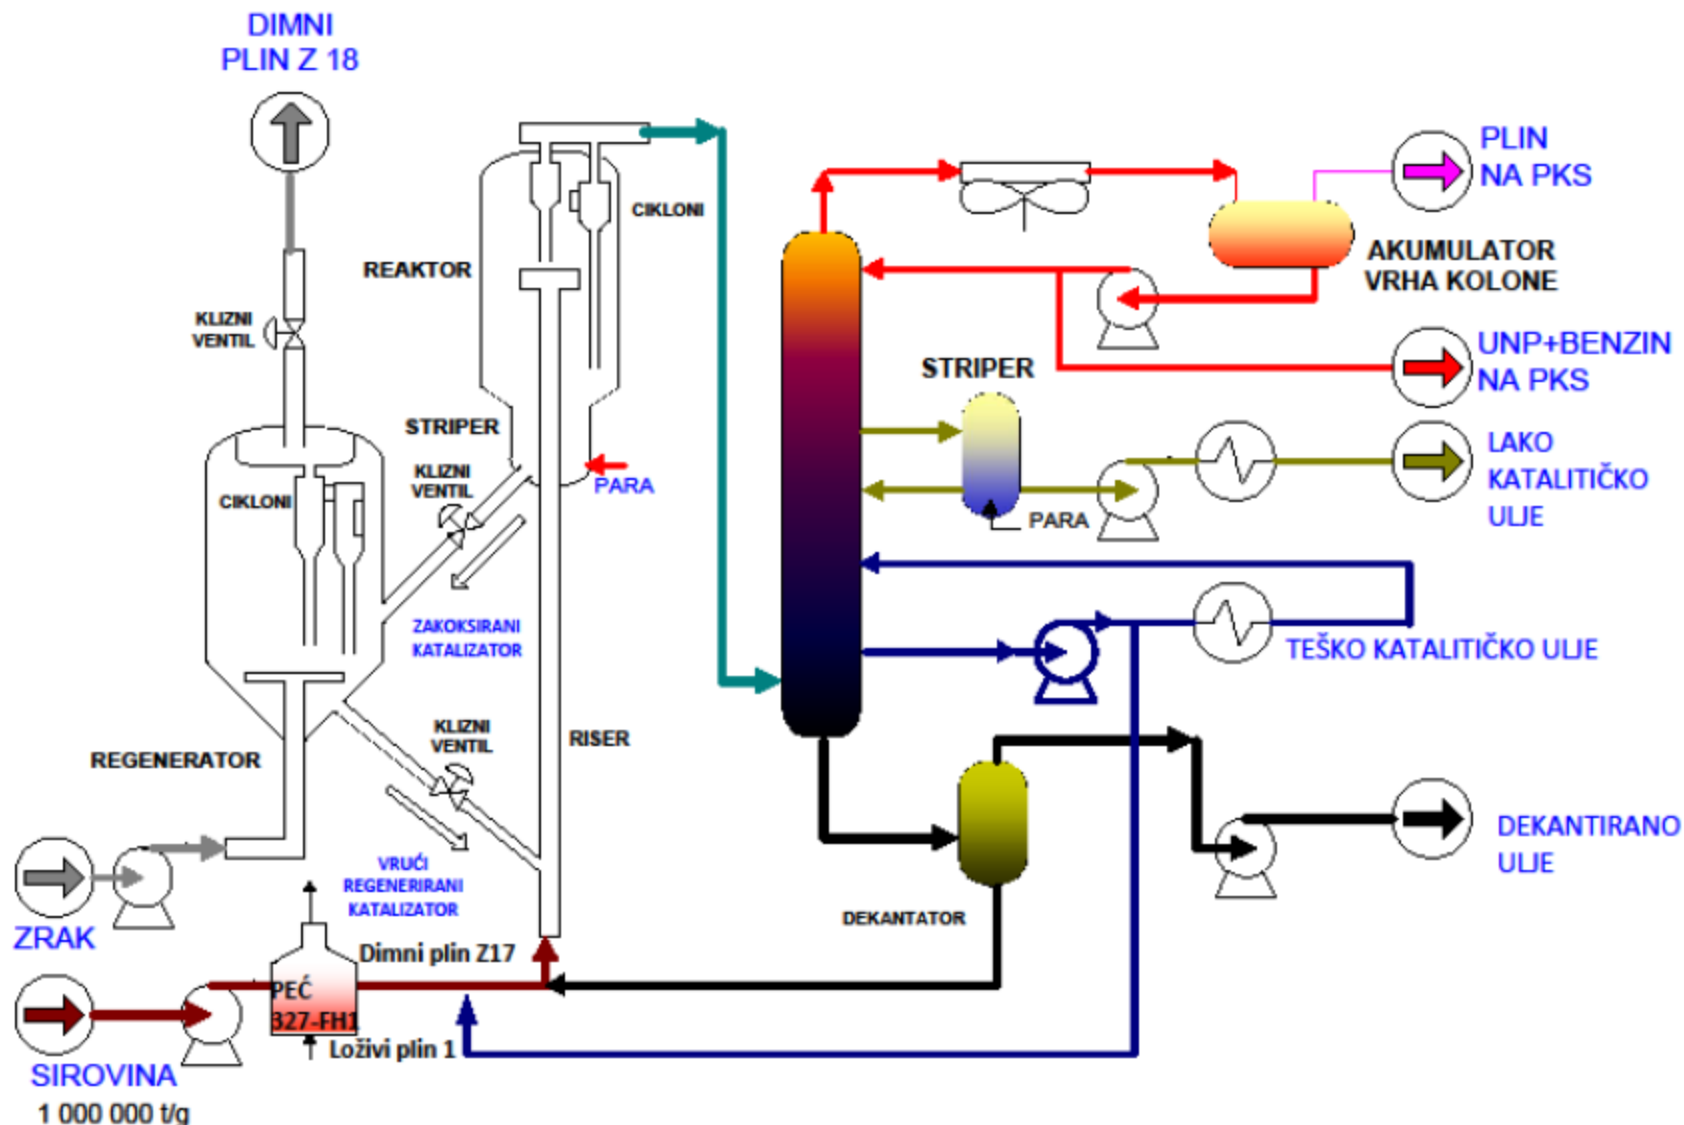 DIMNI
PLIN Z 18
PLIN
NA PKS
CIKLONI
REAKTOR
AKUMULATOR
VRHA KOLONE
KLIZNI
VENTIL
UNP+BENZIN
NA PKS
STRIPER
STRIPER
LAKO
KATALITIČKO
ULJE
KLIZNI
VENTIL
PARA
CIKLONI
PARA
ZAKOKSIRANI
KATALIZATOR
TEŠKO KATALITIČKO ULJE
KLIZNI
VENTIL
RISER
REGENERATOR
DEKANTIRANO
ULJE
VRUĆI
REGENERIRANI
KATALIZATOR
DEKANTATOR
ZRAK
Dimni plin Z17
PEĆ
327-FH1
Loživi plin 1
SIROVINA
1 000 000 t/g